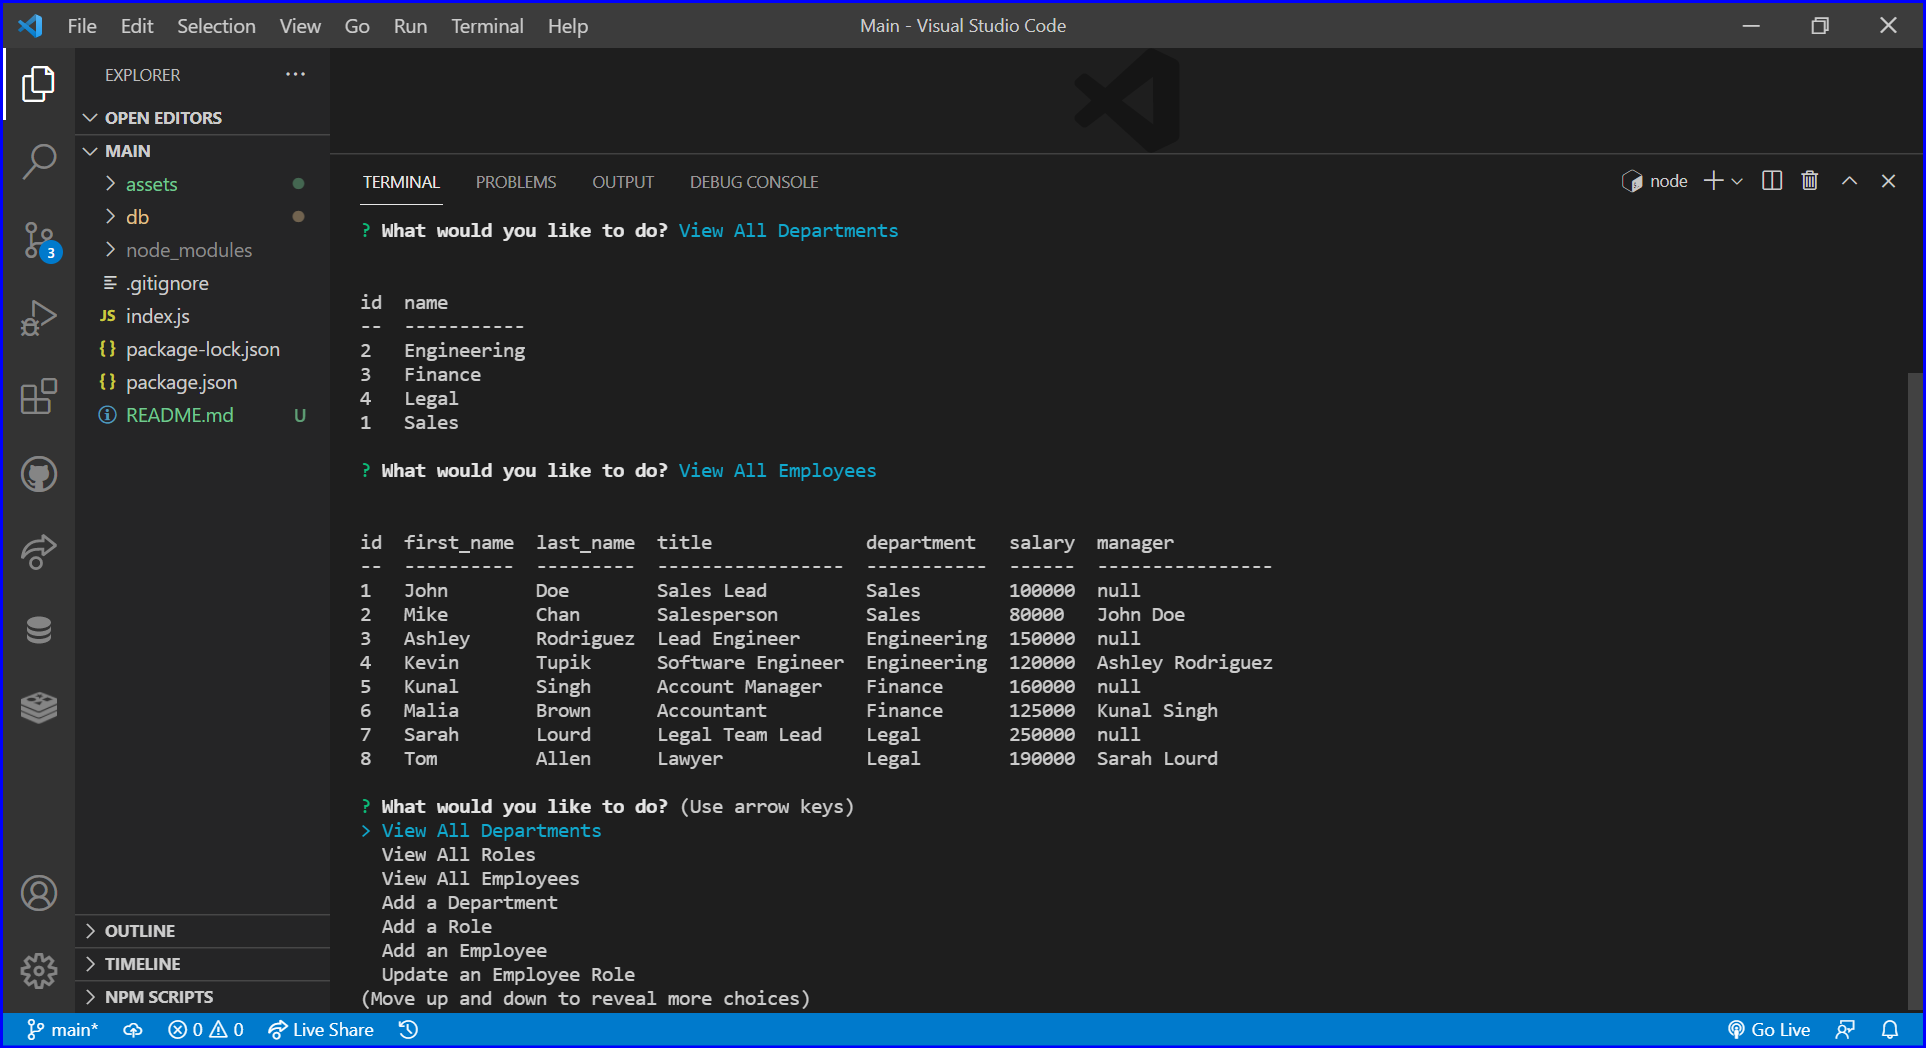 File Edit Selection View Go Run Terminal Help Main - Visual Studio Code
EXPLORER
OPEN EDITORS
MAIN
assets
db
node_modules
.gitignore
JS index.js
{} package-lock.json
{} package.json
README.md U
OUTLINE
TIMELINE
NPM SCRIPTS
3
TERMINAL PROBLEMS OUTPUT DEBUG CONSOLE node
? What would you like to do? View All Departments
id name
-- -----------
2 Engineering
3 Finance
4 Legal
1 Sales
? What would you like to do? View All Employees
id first_name last_name title department salary manager
-- ---------- --------- ----------------- ----------- ------ ----------------
1 John Doe Sales Lead Sales 100000 null
2 Mike Chan Salesperson Sales 80000 John Doe
3 Ashley Rodriguez Lead Engineer Engineering 150000 null
4 Kevin Tupik Software Engineer Engineering 120000 Ashley Rodriguez
5 Kunal Singh Account Manager Finance 160000 null
6 Malia Brown Accountant Finance 125000 Kunal Singh
7 Sarah Lourd Legal Team Lead Legal 250000 null
8 Tom Allen Lawyer Legal 190000 Sarah Lourd
? What would you like to do? (Use arrow keys)
> View All Departments
View All Roles
View All Employees
Add a Department
Add a Role
Add an Employee
Update an Employee Role
(Move up and down to reveal more choices)
main* 0 0 Live Share Go Live